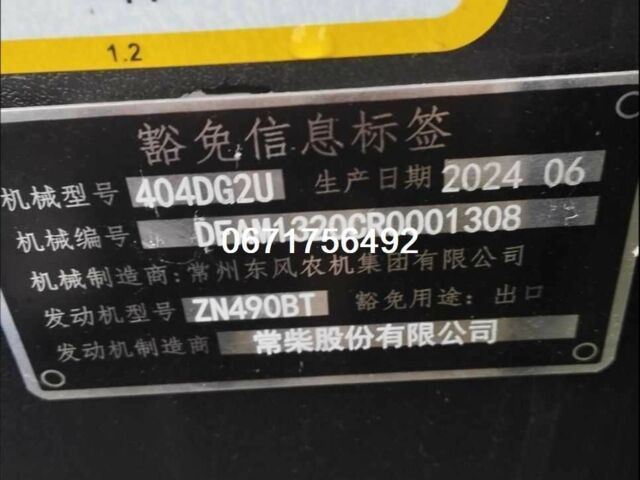 1.2
豁免信息标签
机械型号 404DG2U 生产日期 2024 06
机械编号
0671756492
机械制造商：常州东风农机集团有限公司
发动机型号 ZN490BT 豁免用途：出口
发动机制造商 常柴股份有限公司